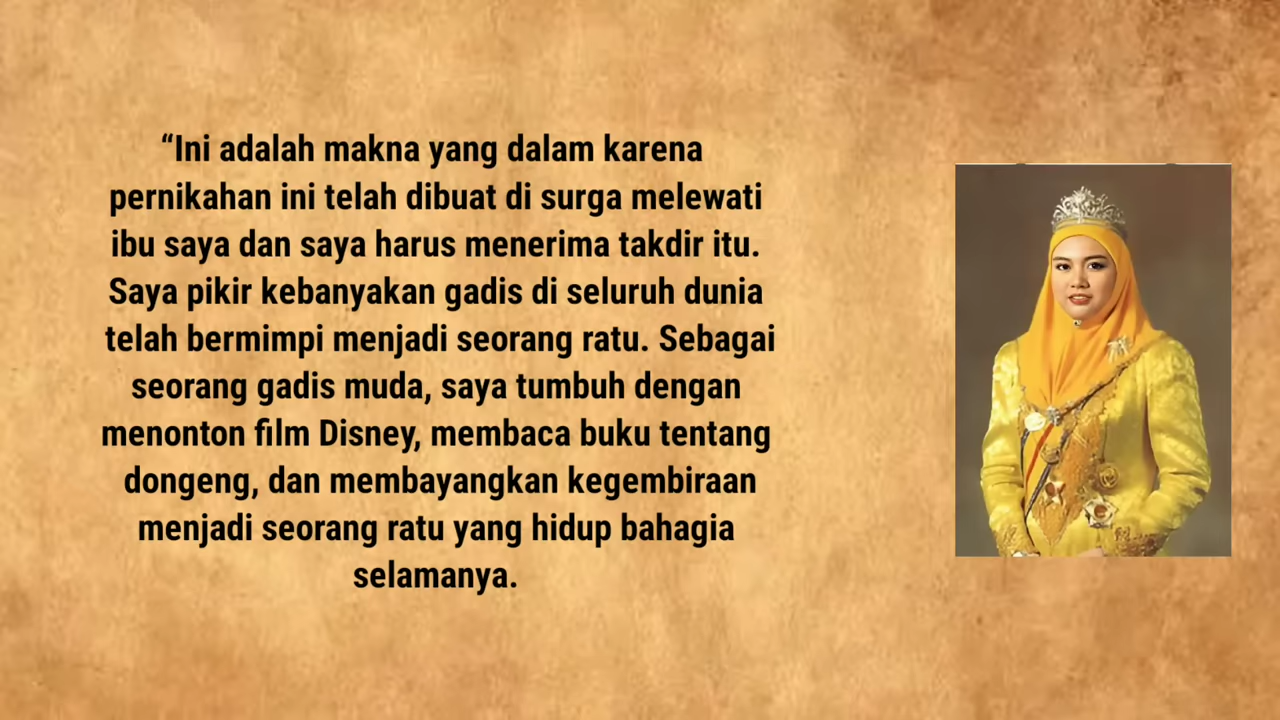 “Ini adalah makna yang dalam karena
pernikahan ini telah dibuat di surga melewati
ibu saya dan saya harus menerima takdir itu.
Saya pikir kebanyakan gadis di seluruh dunia
telah bermimpi menjadi seorang ratu. Sebagai
seorang gadis muda, saya tumbuh dengan
menonton film Disney, membaca buku tentang
dongeng, dan membayangkan kegembiraan
menjadi seorang ratu yang hidup bahagia
selamanya.